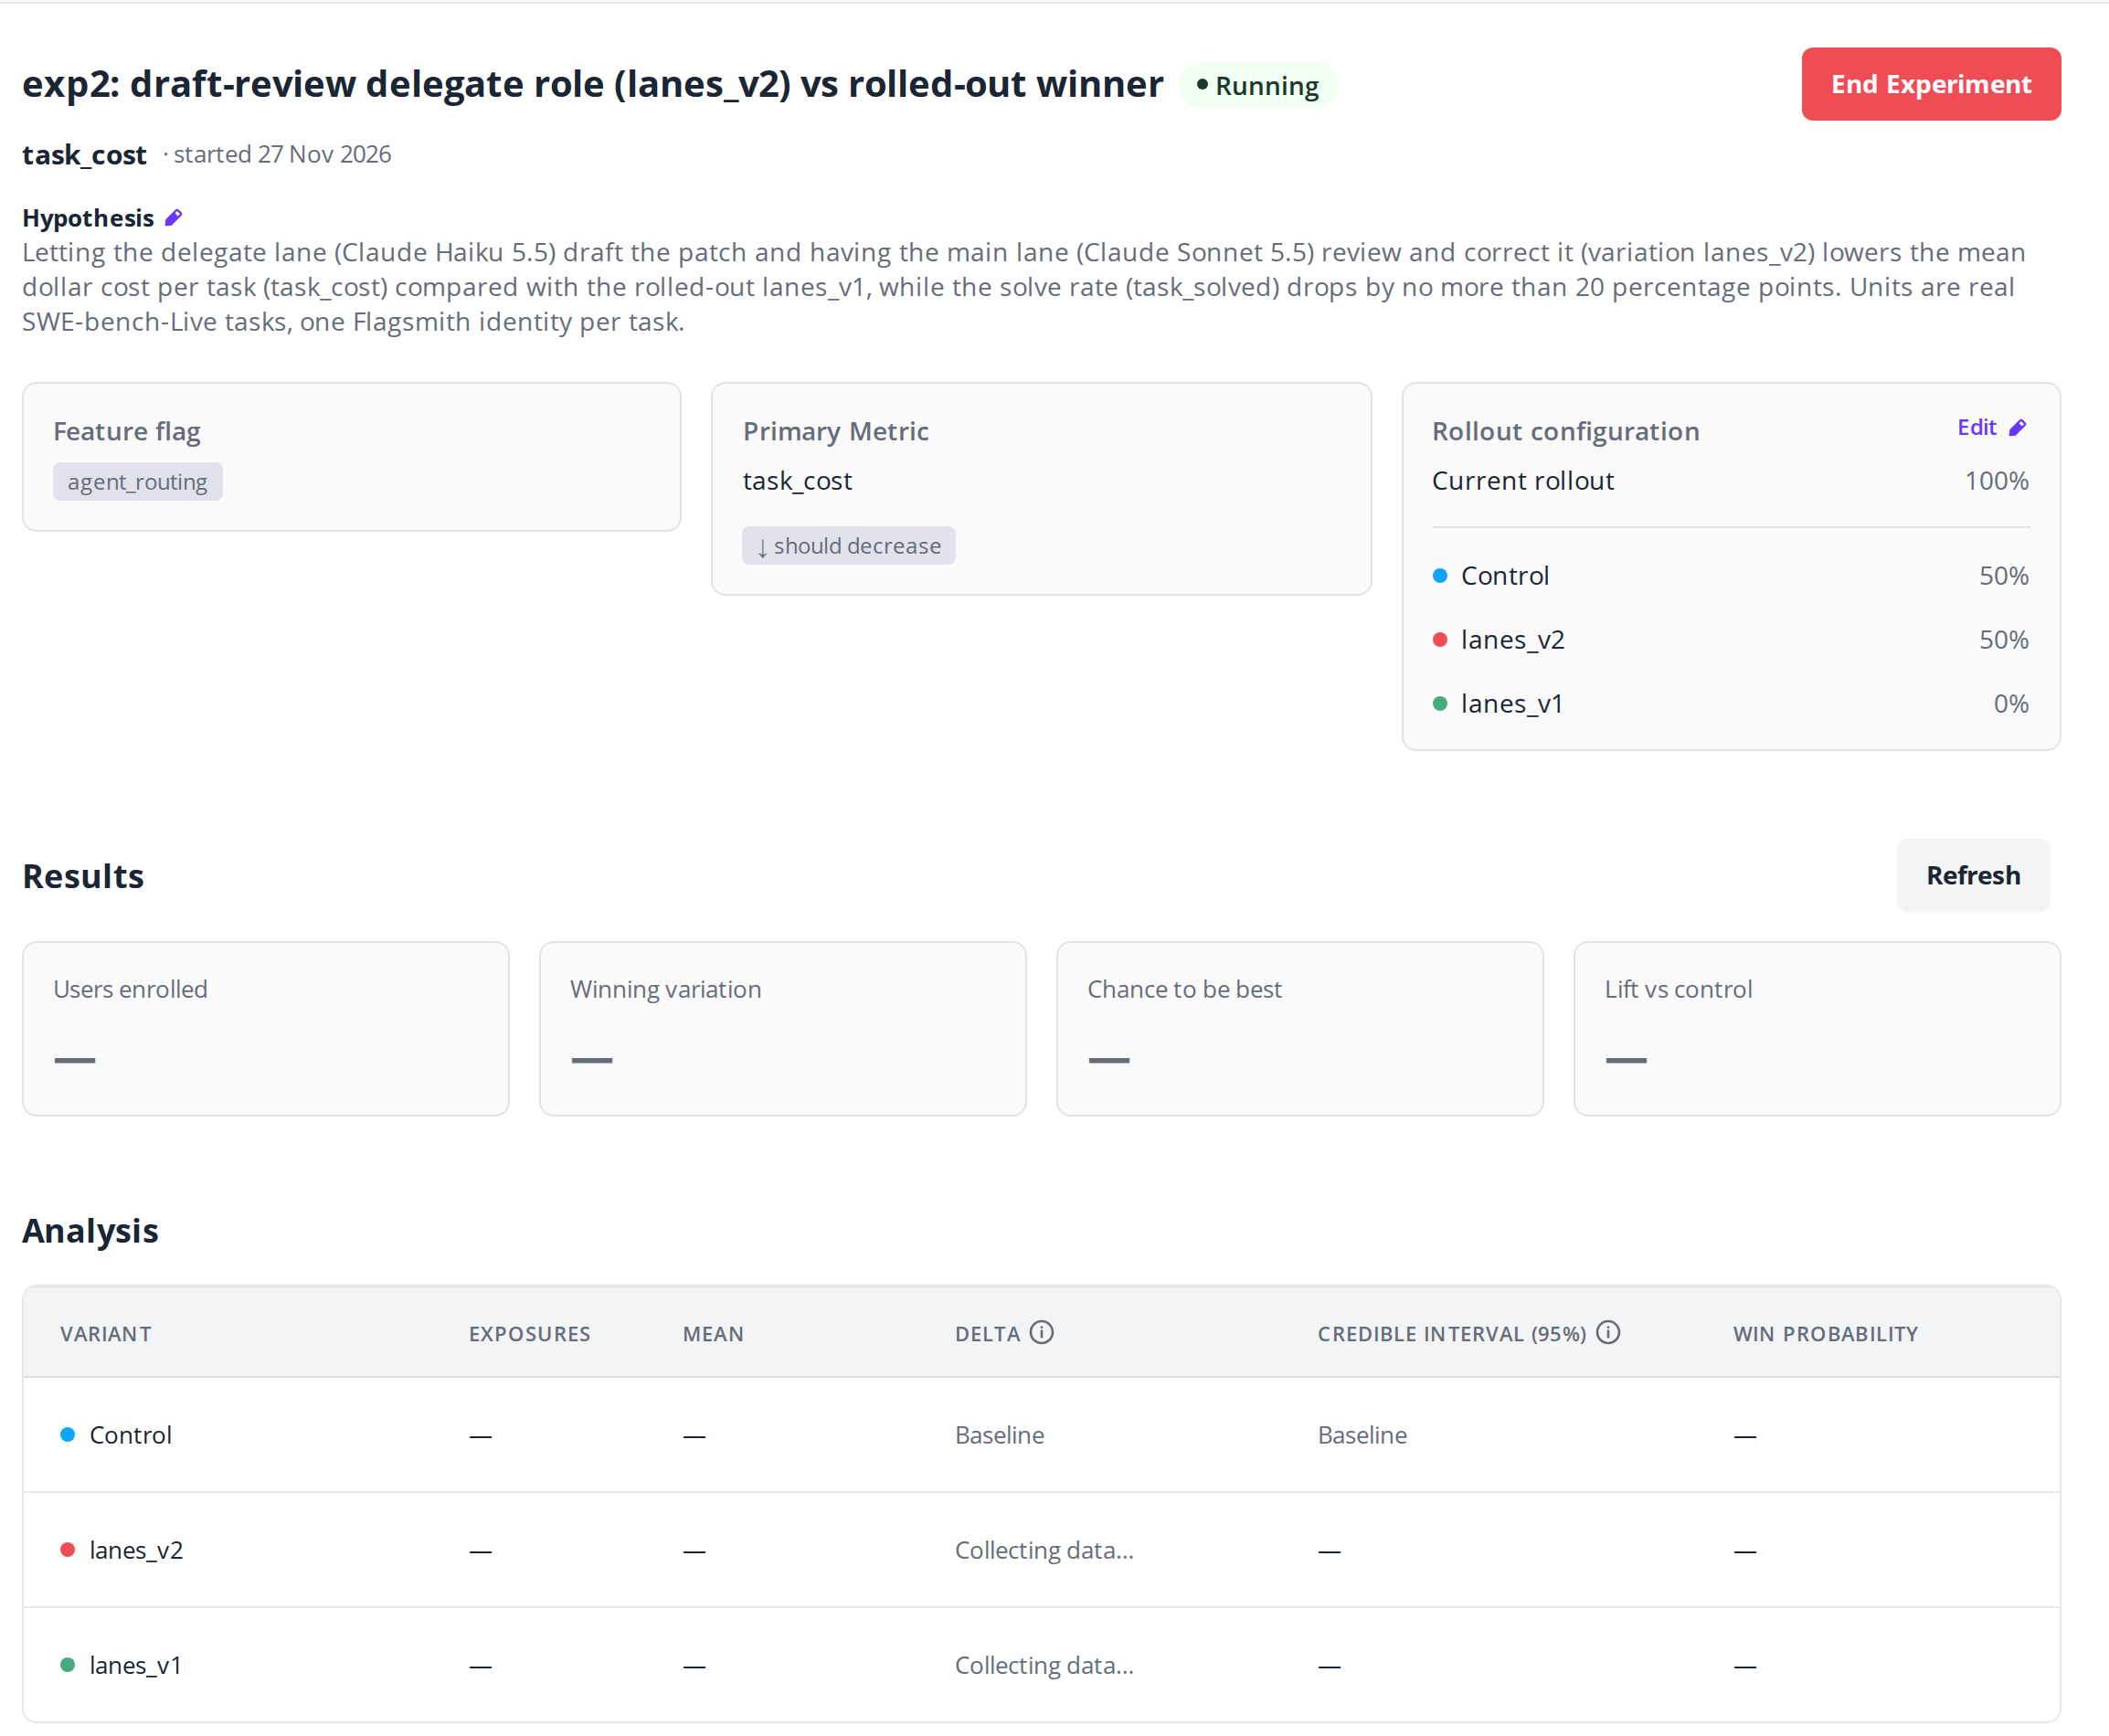 exp2: draft-review delegate role (lanes_v2) vs rolled-out winner • Running
End Experiment
task_cost · started 27 Nov 2026
Hypothesis
Letting the delegate lane (Claude Haiku 5.5) draft the patch and having the main lane (Claude Sonnet 5.5) review and correct it (variation lanes_v2) lowers the mean
dollar cost per task (task_cost) compared with the rolled-out lanes_v1, while the solve rate (task_solved) drops by no more than 20 percentage points. Units are real
SWE-bench-Live tasks, one Flagsmith identity per task.
Feature flag
agent_routing
Primary Metric
task_cost
↓ should decrease
Rollout configuration Edit
Current rollout 100%
Control 50%
lanes_v2 50%
lanes_v1 0%
Results
Refresh
Users enrolled
—
Winning variation
—
Chance to be best
—
Lift vs control
—
Analysis
VARIANT EXPOSURES MEAN DELTA CREDIBLE INTERVAL (95%) WIN PROBABILITY
Control — — Baseline Baseline —
lanes_v2 — — Collecting data... — —
lanes_v1 — — Collecting data... — —